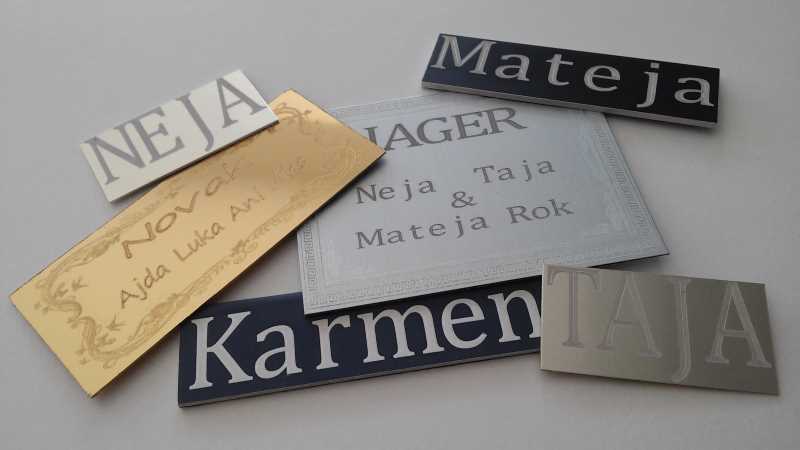 Mateja
NEJA
JAGER
Neja Taja
&
Mateja Rok
Novak
Ajda Luka Ani
Karmen
TAJA